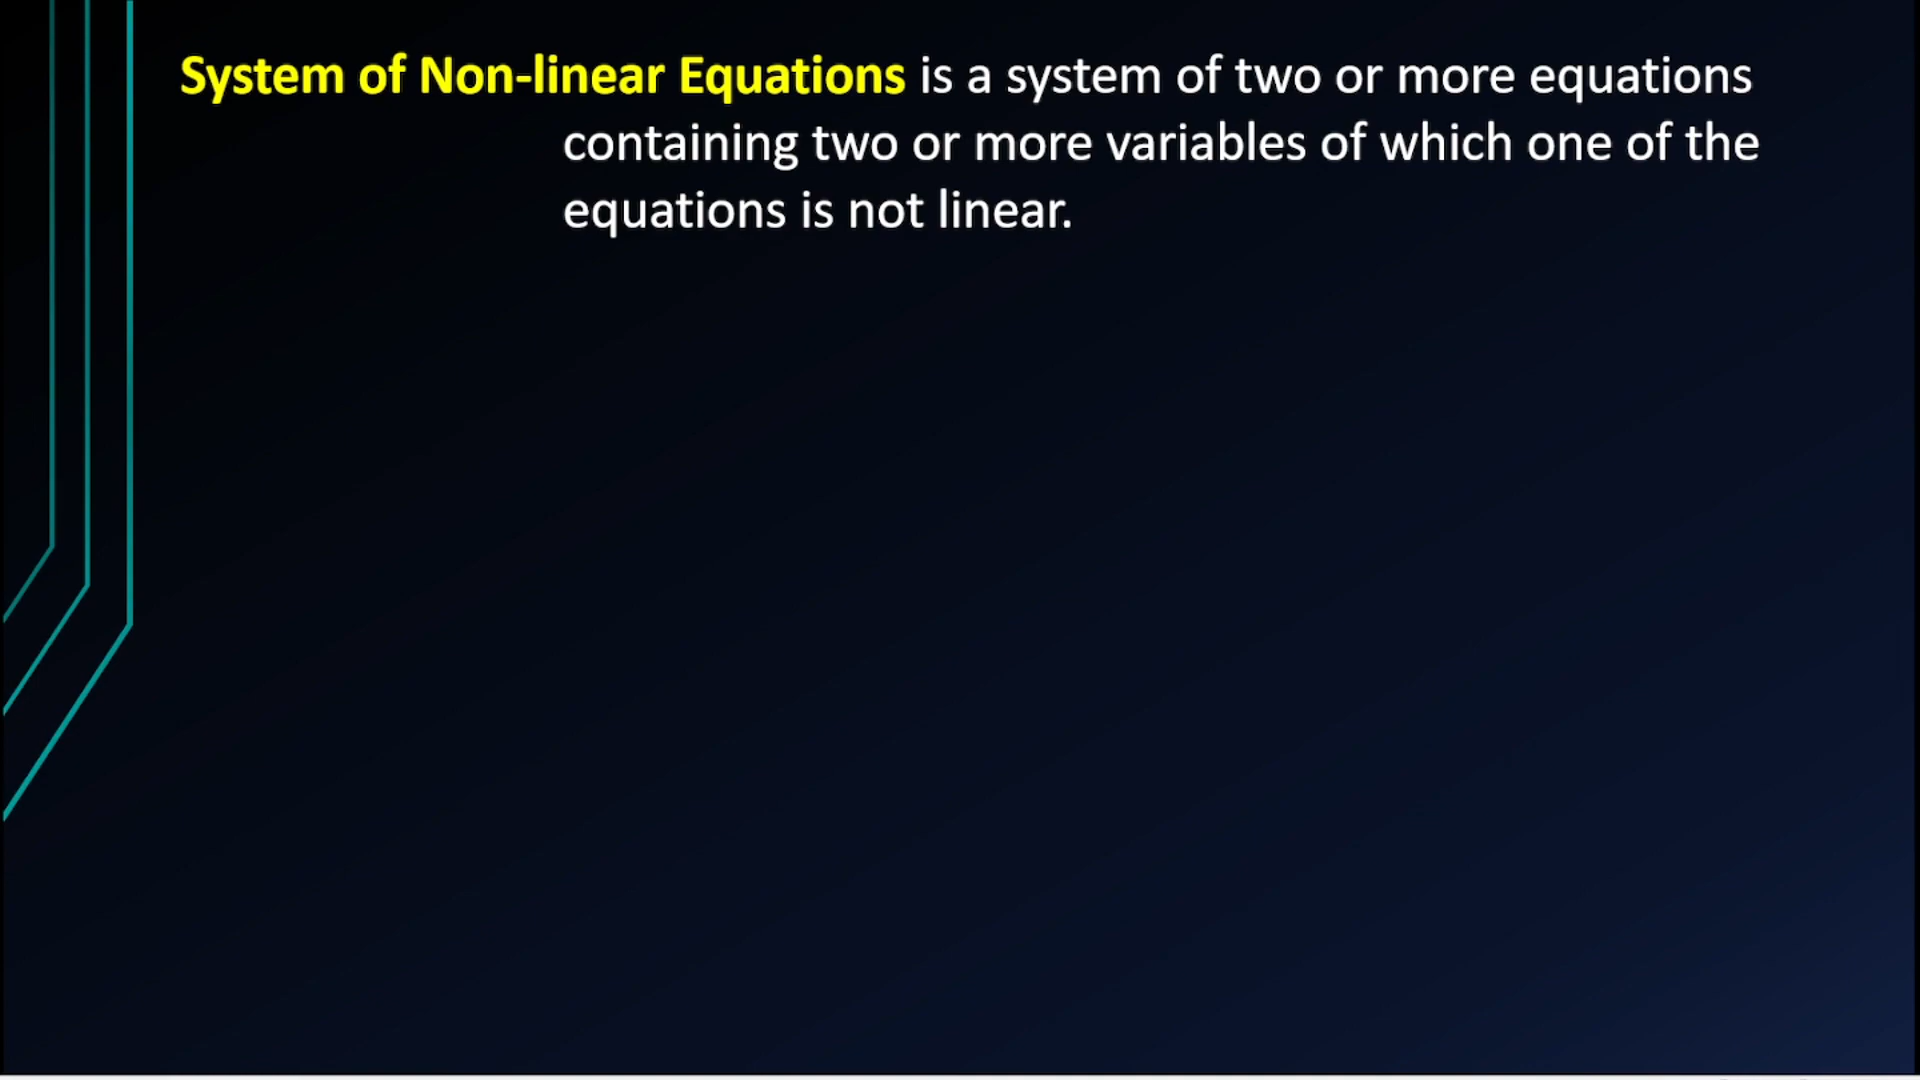 System of Non-linear Equations is a system of two or more equations
containing two or more variables of which one of the
equations is not linear.